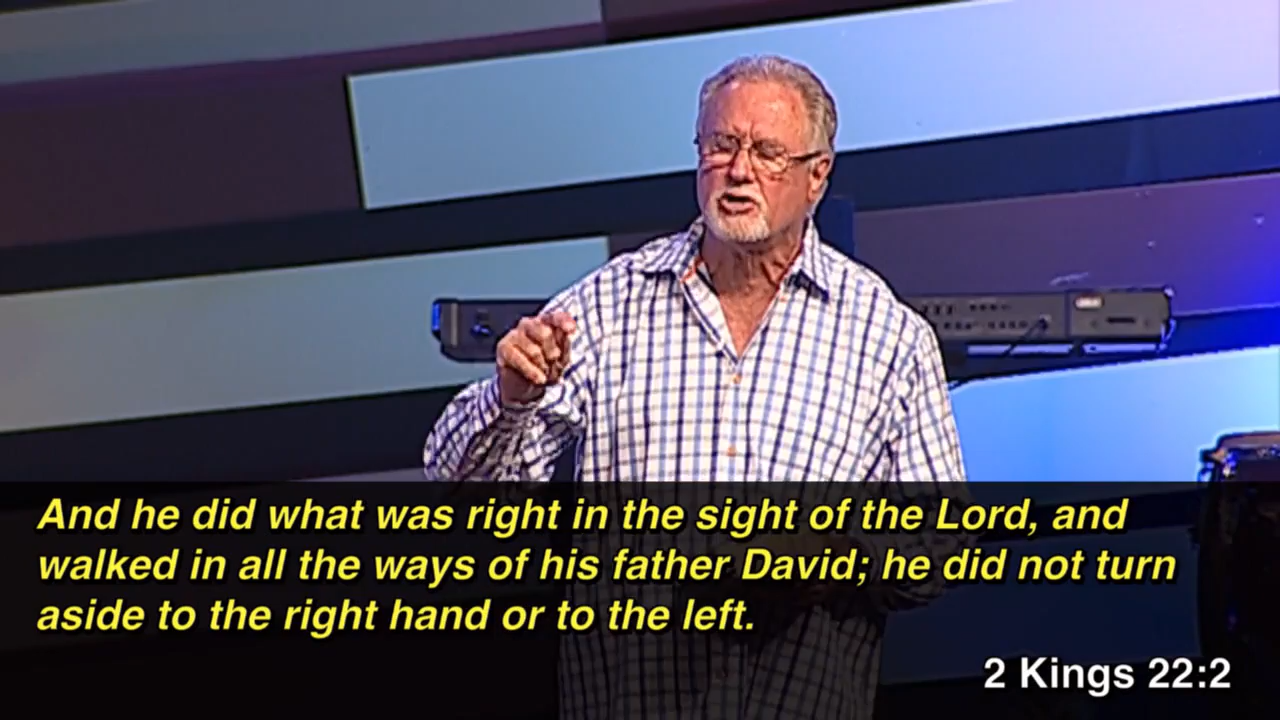 And he did what was right in the sight of the Lord, and
walked in all the ways of his father David; he did not turn
aside to the right hand or to the left.
2 Kings 22:2